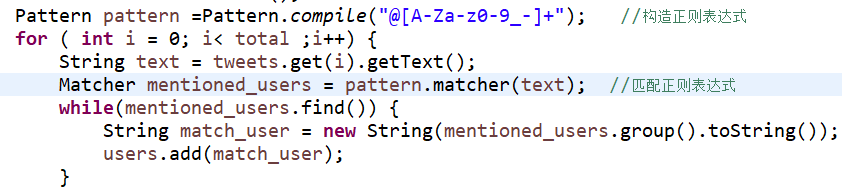 Pattern pattern =Pattern.compile("@[A-Za-z0-9_-]+");   //构造正则表达式
for ( int i = 0; i< total ;i++) {
    String text = tweets.get(i).getText();
    Matcher mentioned_users = pattern.matcher(text);  //匹配正则表达式
    while(mentioned_users.find()) {
        String match_user = new String(mentioned_users.group().toString());
        users.add(match_user);
    }